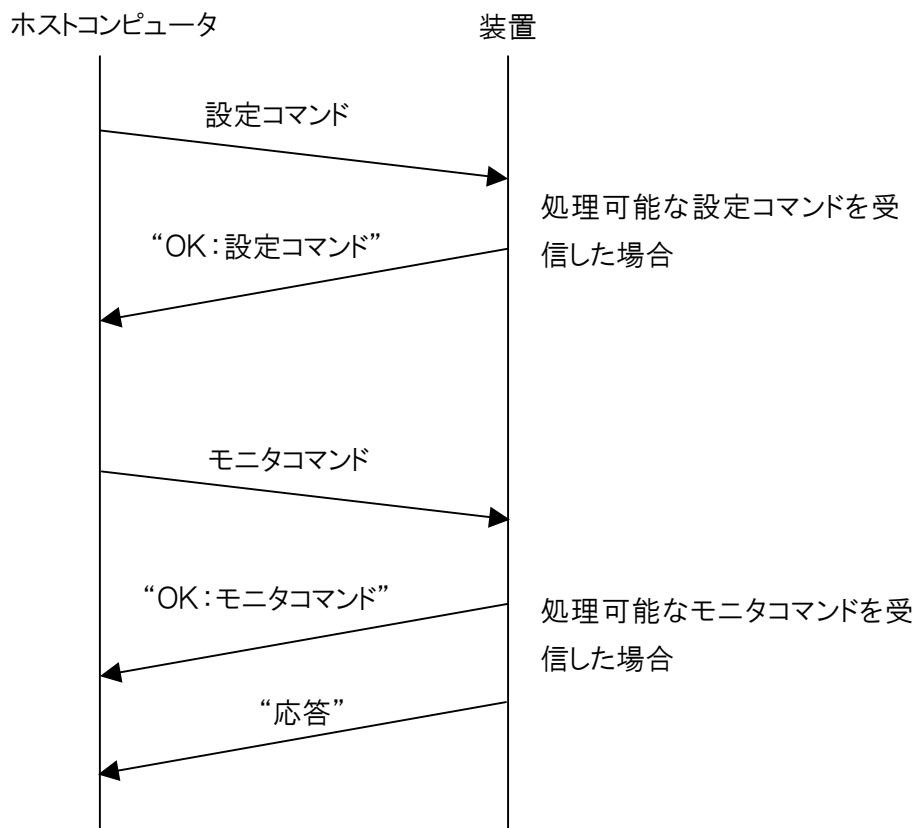 ホストコンピュータ
装置
設定コマンド
処理可能な設定コマンドを受
信した場合
“OK：設定コマンド”
モニタコマンド
“OK：モニタコマンド”
処理可能なモニタコマンドを受
信した場合
“応答”